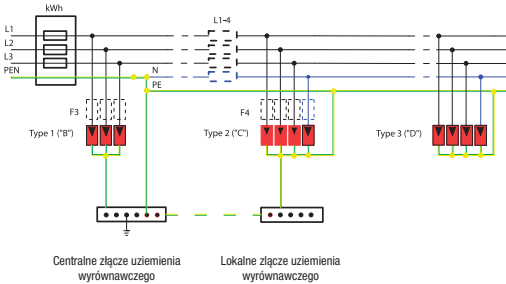 kWh
L1-4
L1
L2
L3
PEN
N
PE
F3
F4
Type 1 ("B")
Type 2 ("C")
Type 3 ("D")
Centralne złącze uziemienia
wyrównawczego
Lokalne złącze uziemienia
wyrównawczego